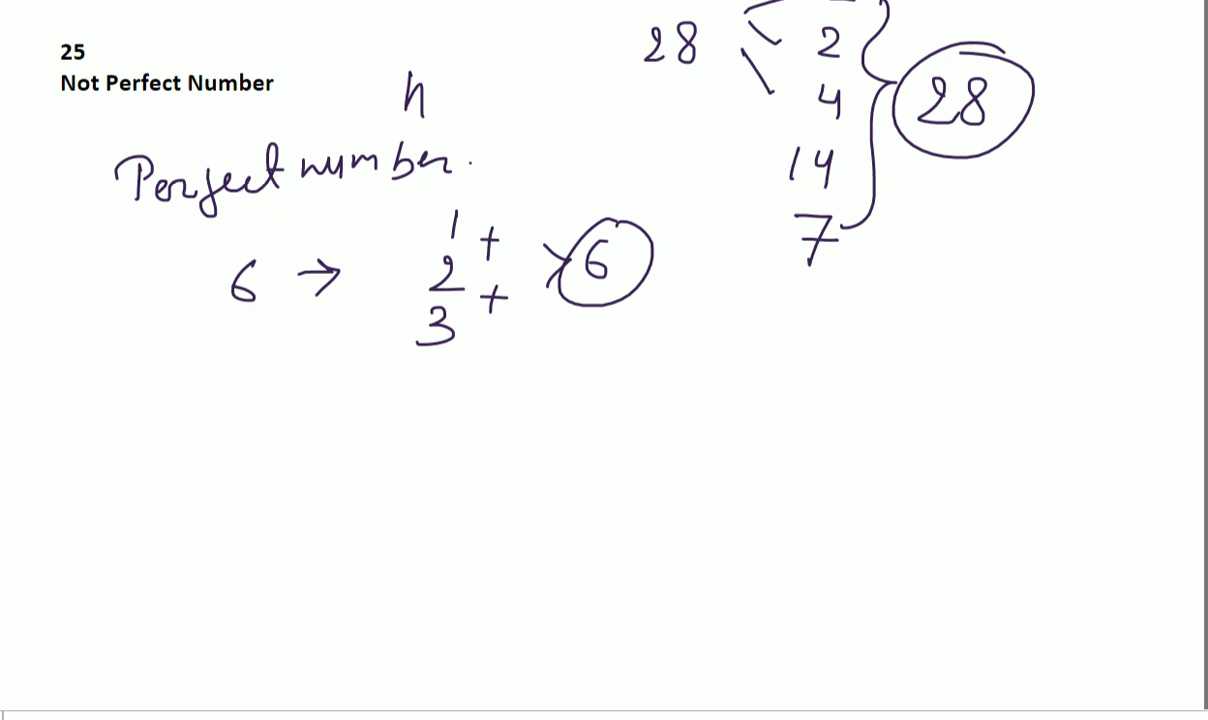 25
Not Perfect Number
n
Perfect number.
6 → 1 +
2 +
3
6
28
2
4
14
7
28